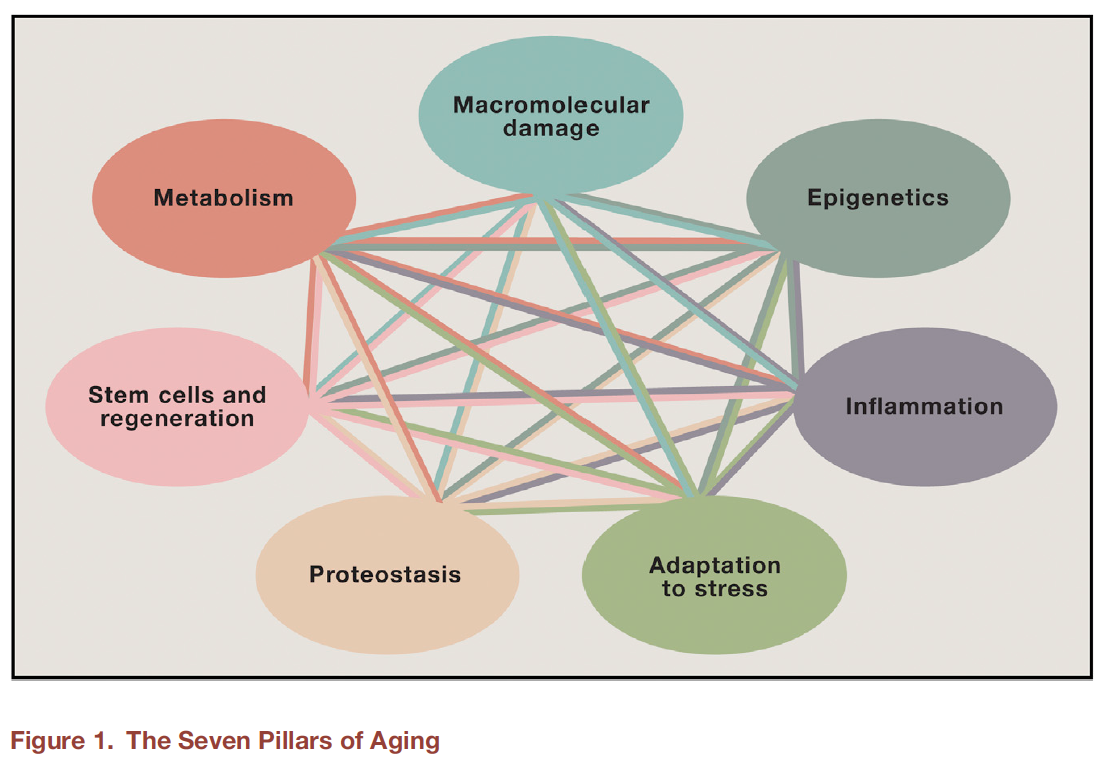 Macromolecular
damage
Metabolism
Epigenetics
Stem cells and
regeneration
Inflammation
Proteostasis
Adaptation
to stress
Figure 1. The Seven Pillars of Aging